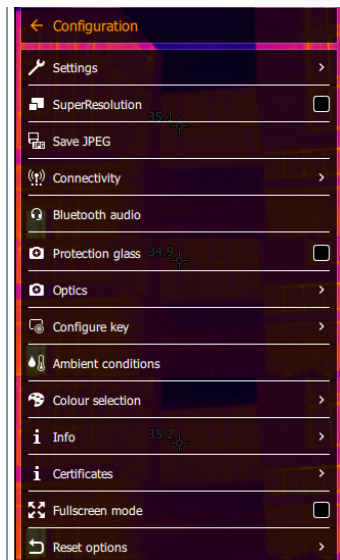 Configuration
Settings
SuperResolution
35.1
Save JPEG
Connectivity
Bluetooth audio
Protection glass
34.9
Optics
Configure key
Ambient conditions
Colour selection
Info
35.2
Certificates
Fullscreen mode
Reset options